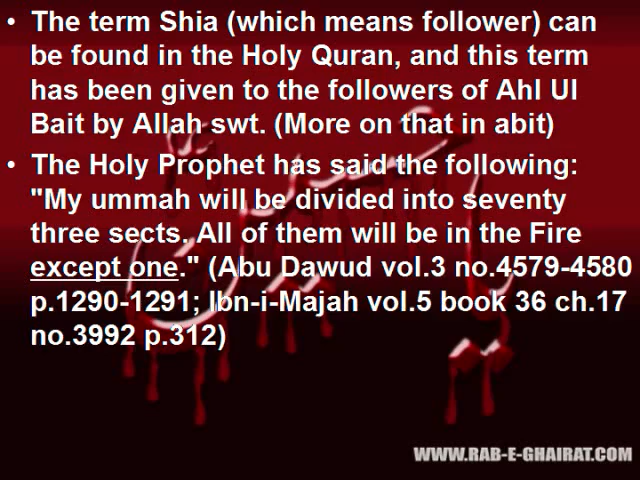 • The term Shia (which means follower) can
be found in the Holy Quran, and this term
has been given to the followers of Ahl Ul
Bait by Allah swt. (More on that in abit)
• The Holy Prophet has said the following:
"My ummah will be divided into seventy
three sects. All of them will be in the Fire
except one." (Abu Dawud vol.3 no.4579-4580
p.1290-1291; Ibn-i-Majah vol.5 book 36 ch.17
no.3992 p.312)
WWW.RAB-E-GHAIRAT.COM